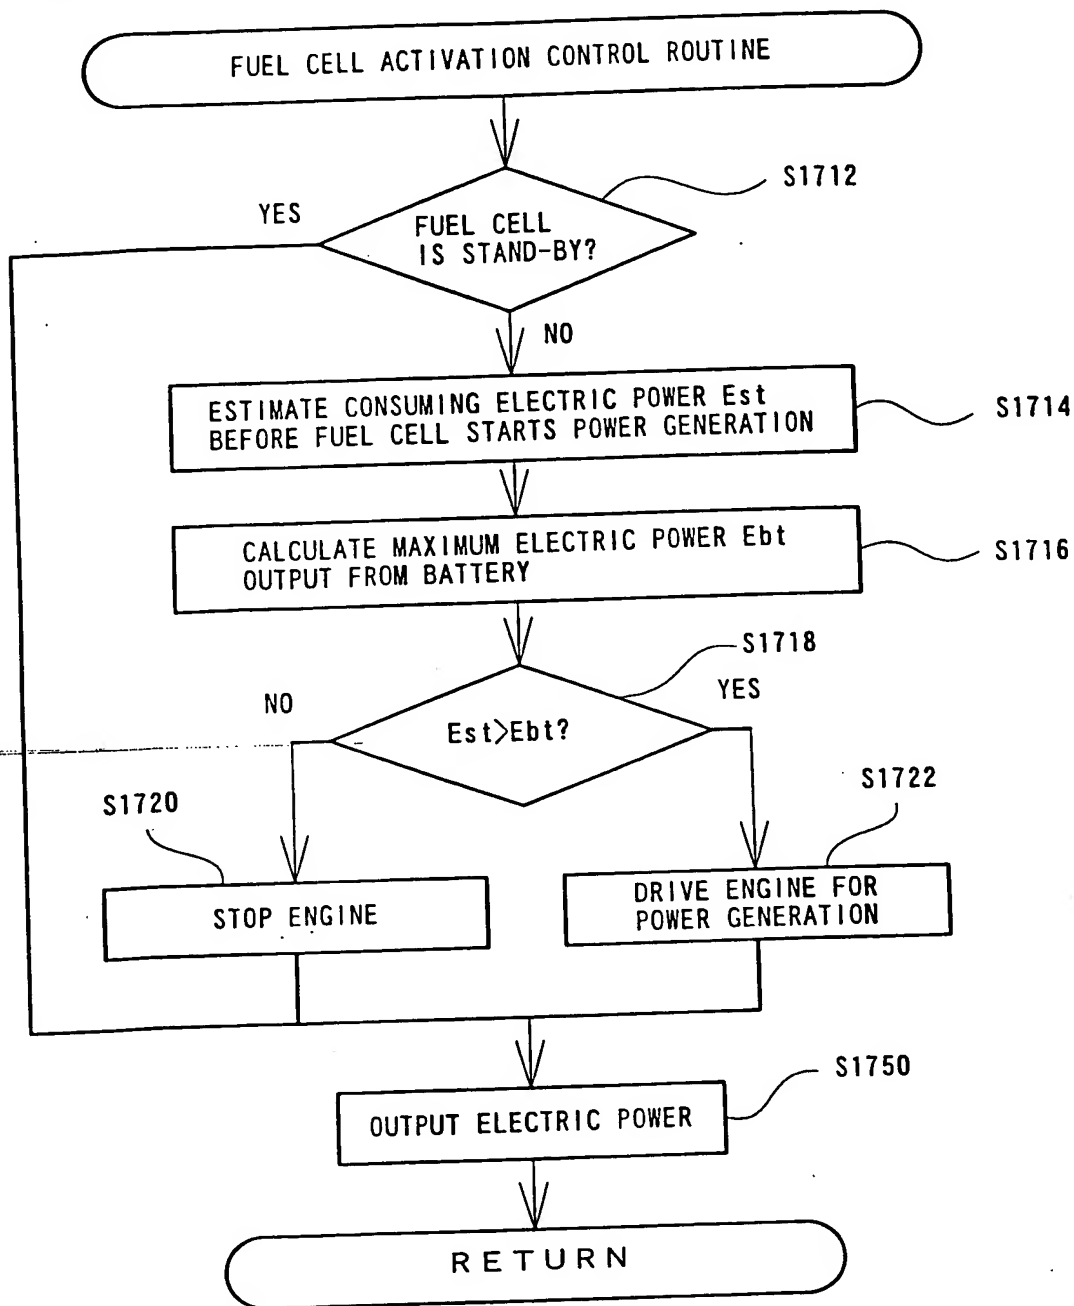 FUEL CELL ACTIVATION CONTROL ROUTINE
S1712
YES
FUEL CELL
IS STAND-BY?
NO
ESTIMATE CONSUMING ELECTRIC POWER Est
BEFORE FUEL CELL STARTS POWER GENERATION
S1714
CALCULATE MAXIMUM ELECTRIC POWER Ebt
OUTPUT FROM BATTERY
S1716
S1718
NO
YES
Est>Ebt?
S1720
S1722
STOP ENGINE
DRIVE ENGINE FOR
POWER GENERATION
S1750
OUTPUT ELECTRIC POWER
RETURN